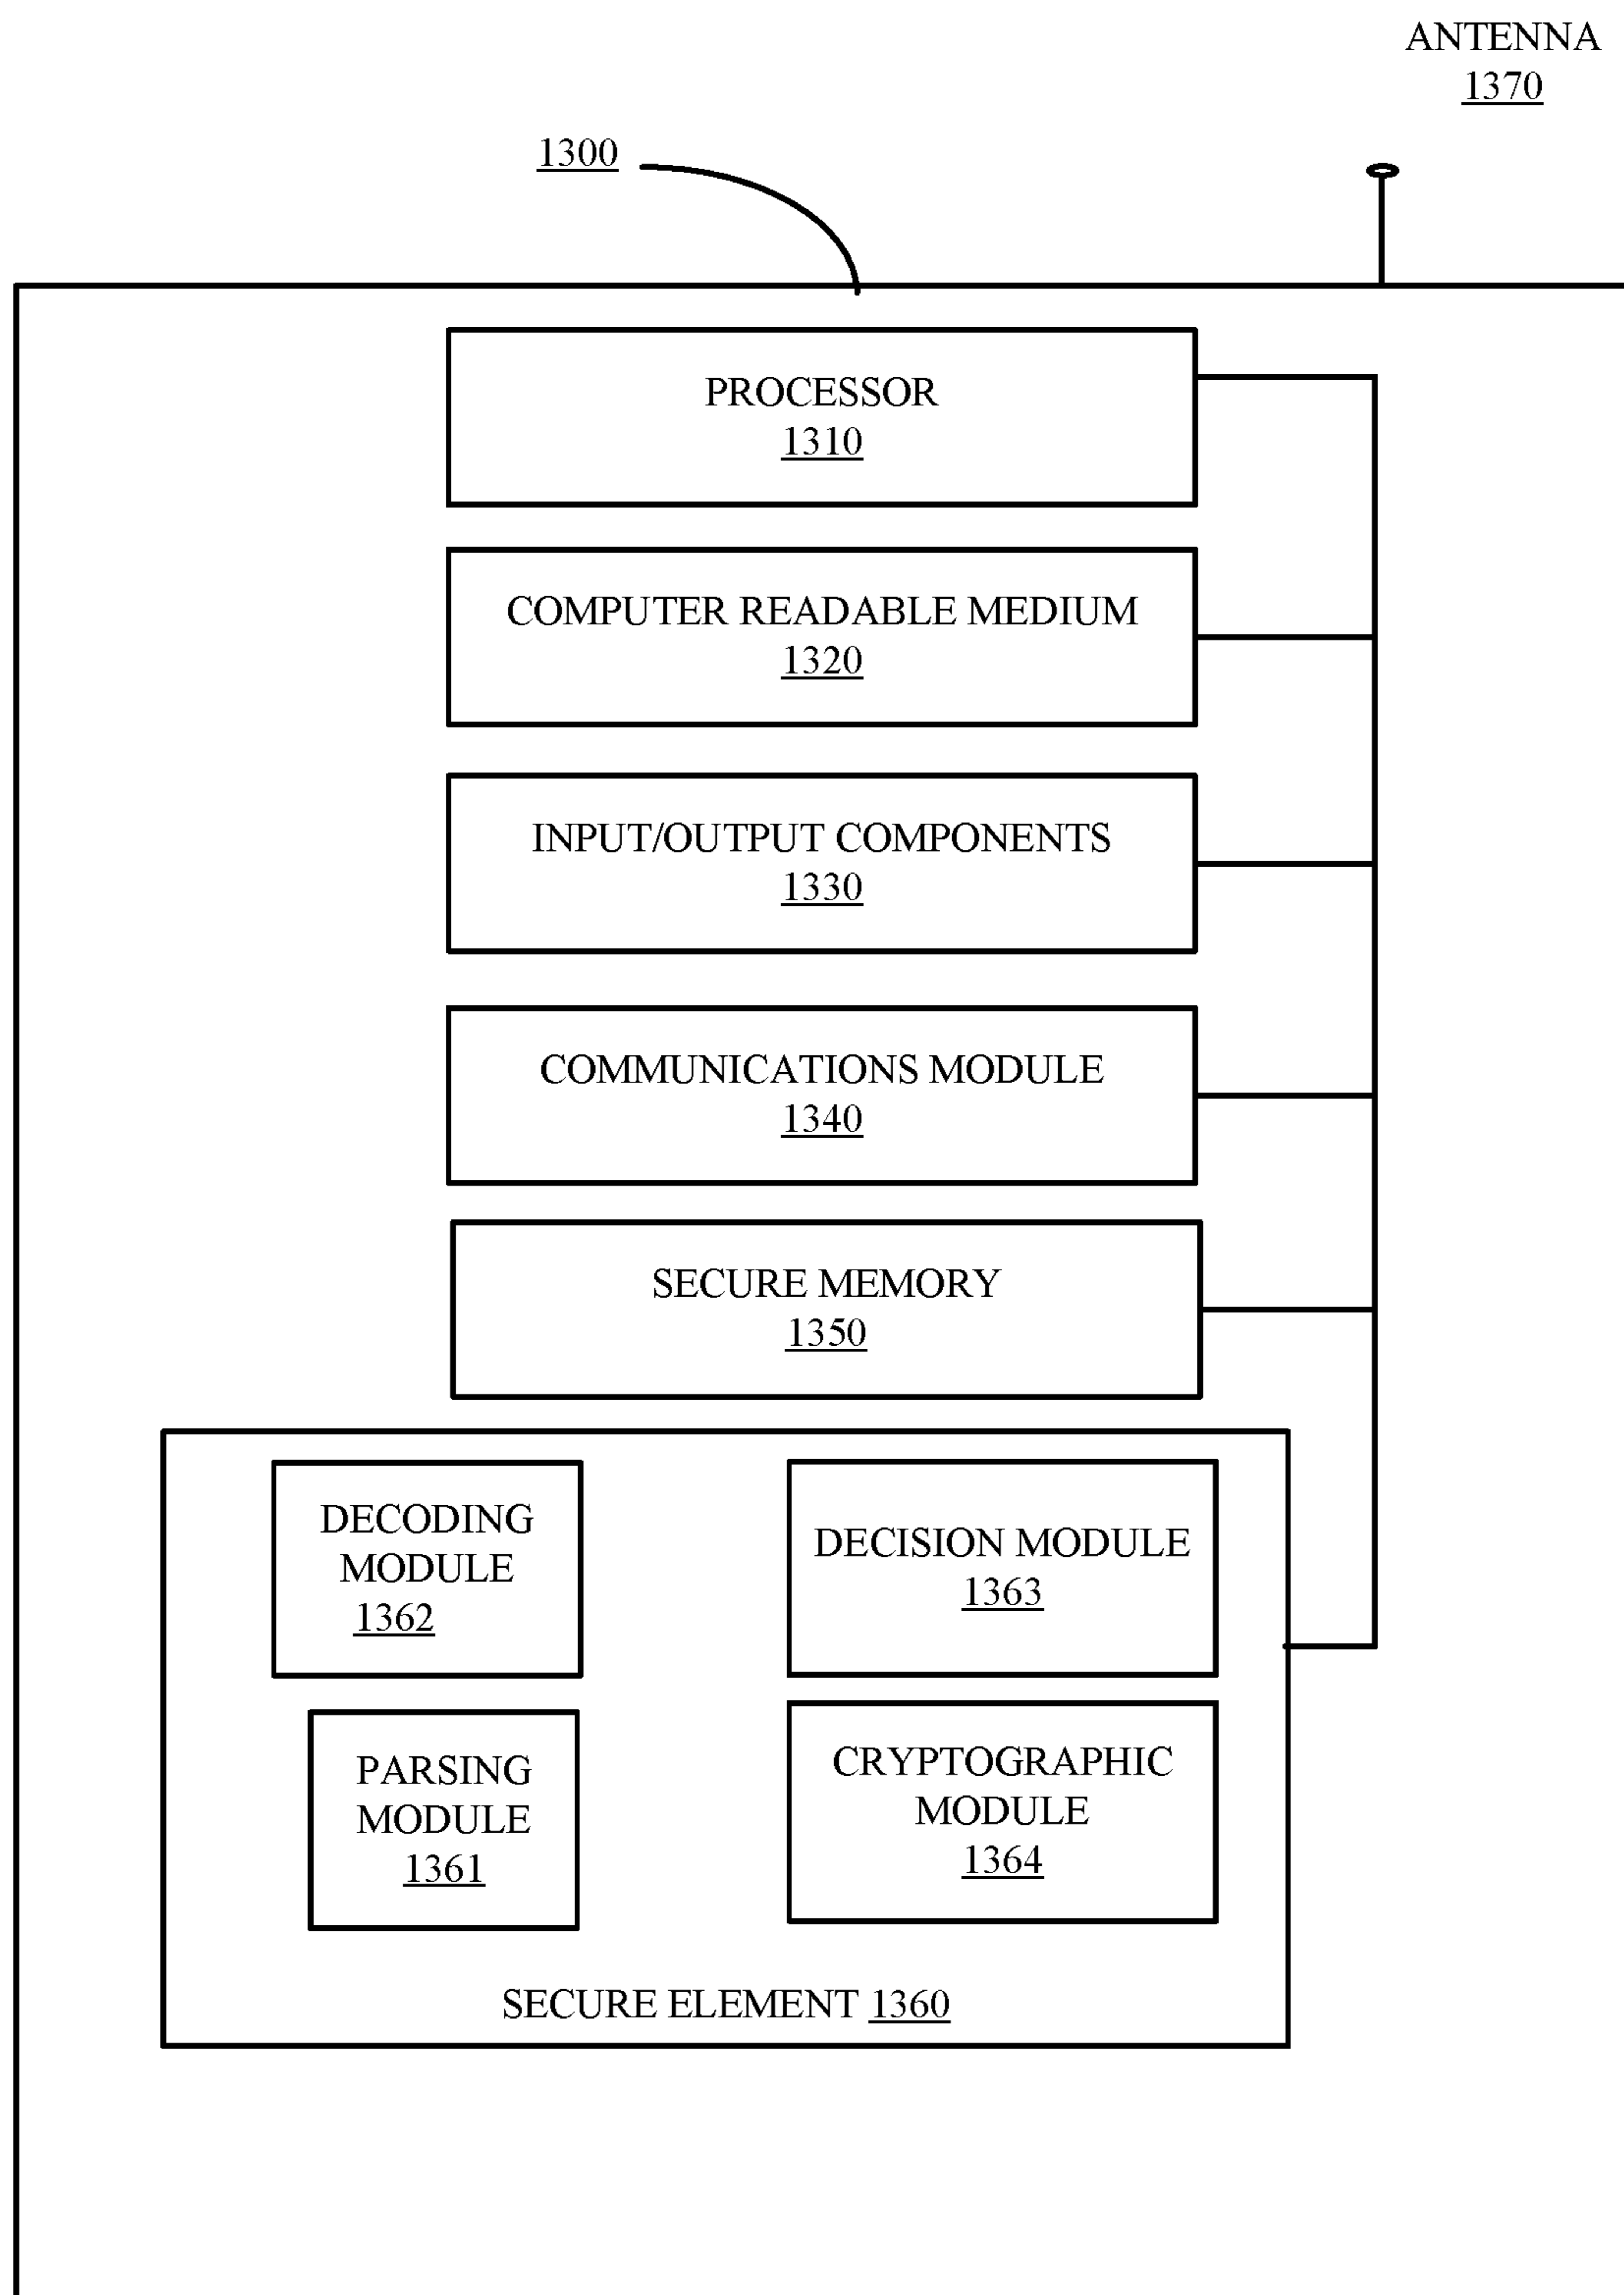 ANTENNA
1370
1300
PROCESSOR
1310
COMPUTER READABLE MEDIUM
1320
INPUT/OUTPUT COMPONENTS
1330
COMMUNICATIONS MODULE
1340
SECURE MEMORY
1350
DECODING
MODULE
1362
DECISION MODULE
1363
PARSING
MODULE
1361
CRYPTOGRAPHIC
MODULE
1364
SECURE ELEMENT 1360